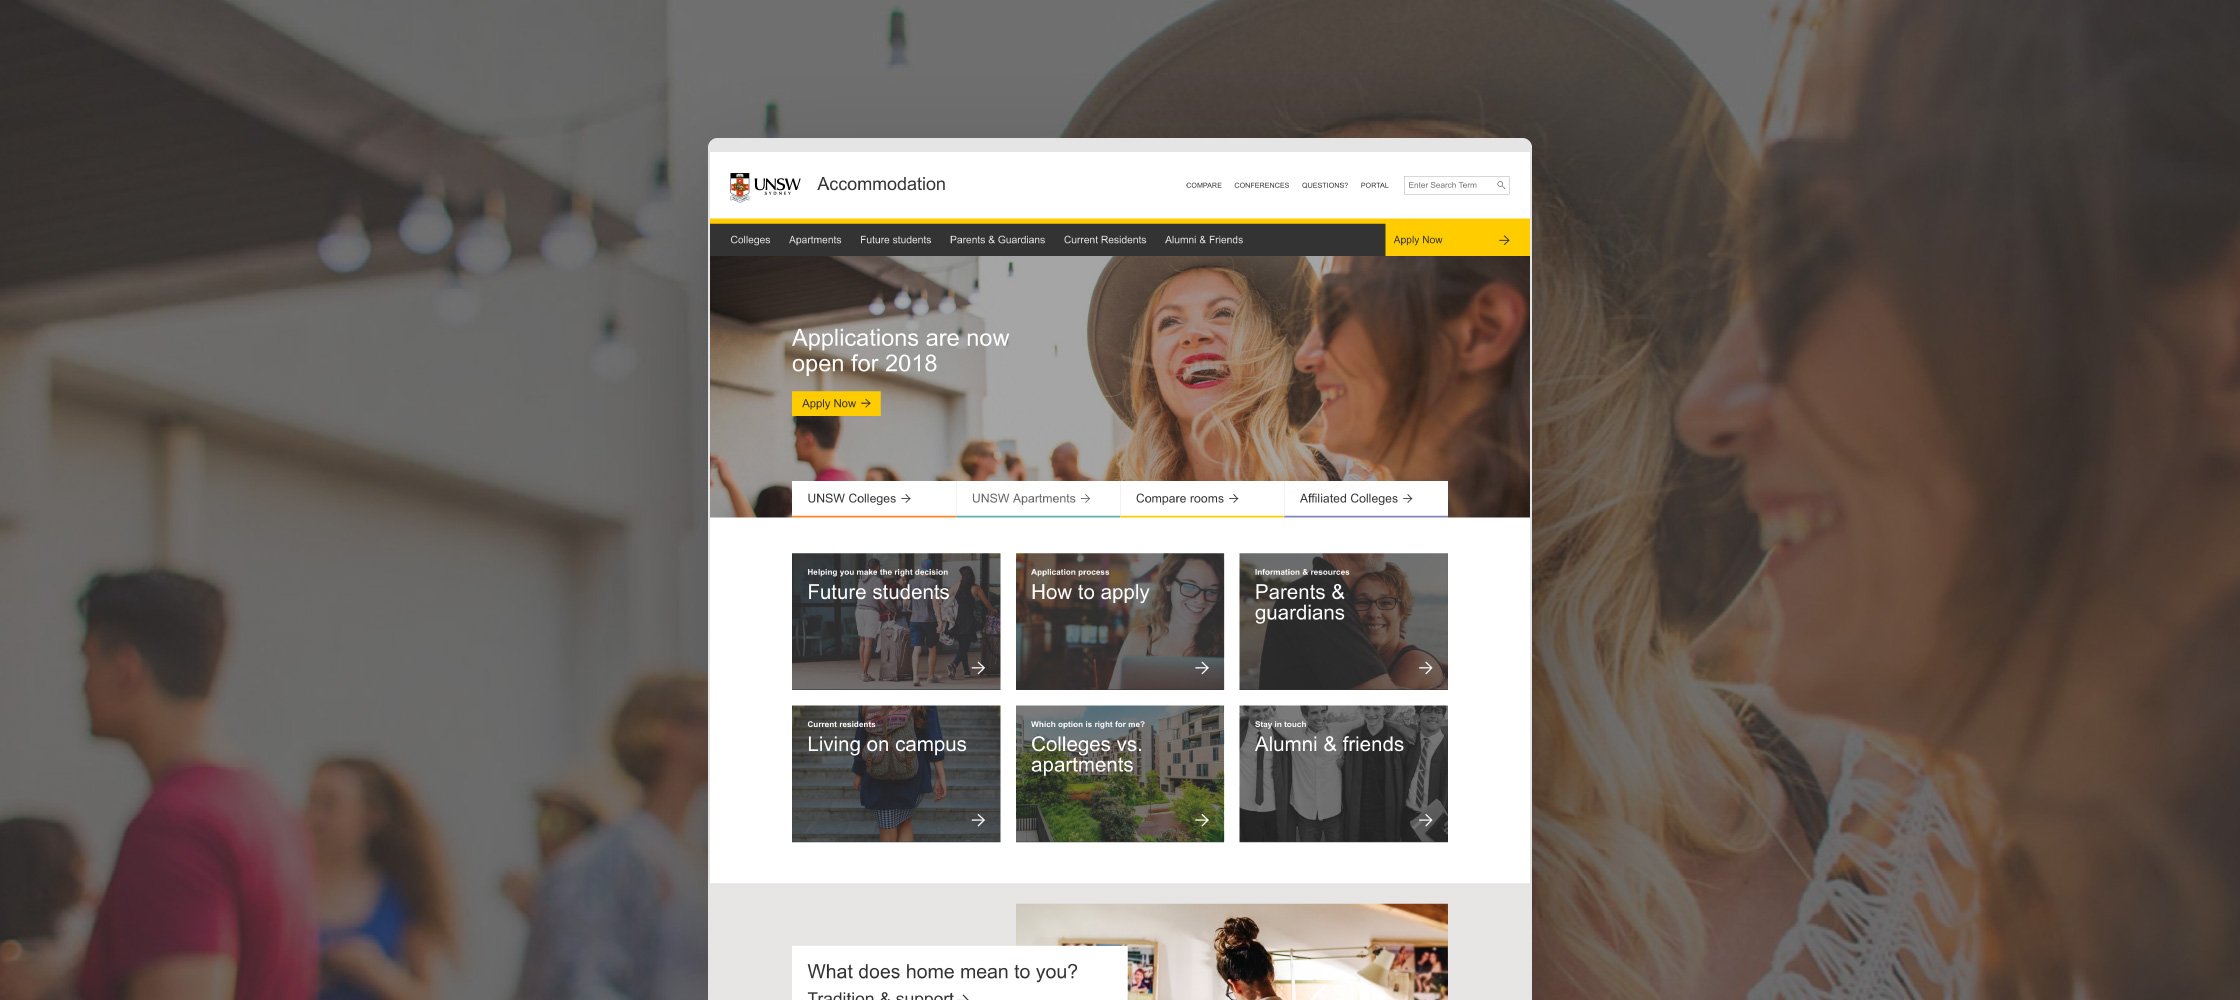 UNSW
SYDNEY
Accommodation
COMPARE CONFERENCES QUESTIONS? PORTAL Enter Search Term
Colleges Apartments Future students Parents & Guardians Current Residents Alumni & Friends Apply Now
Applications are now
open for 2018
Apply Now
UNSW Colleges UNSW Apartments Compare rooms Affiliated Colleges
Helping you make the right decision
Future students
Application process
How to apply
Information & resources
Parents &
guardians
Current residents
Living on campus
Which option is right for me?
Colleges vs.
apartments
Stay in touch
Alumni & friends
What does home mean to you?
Tradition & support